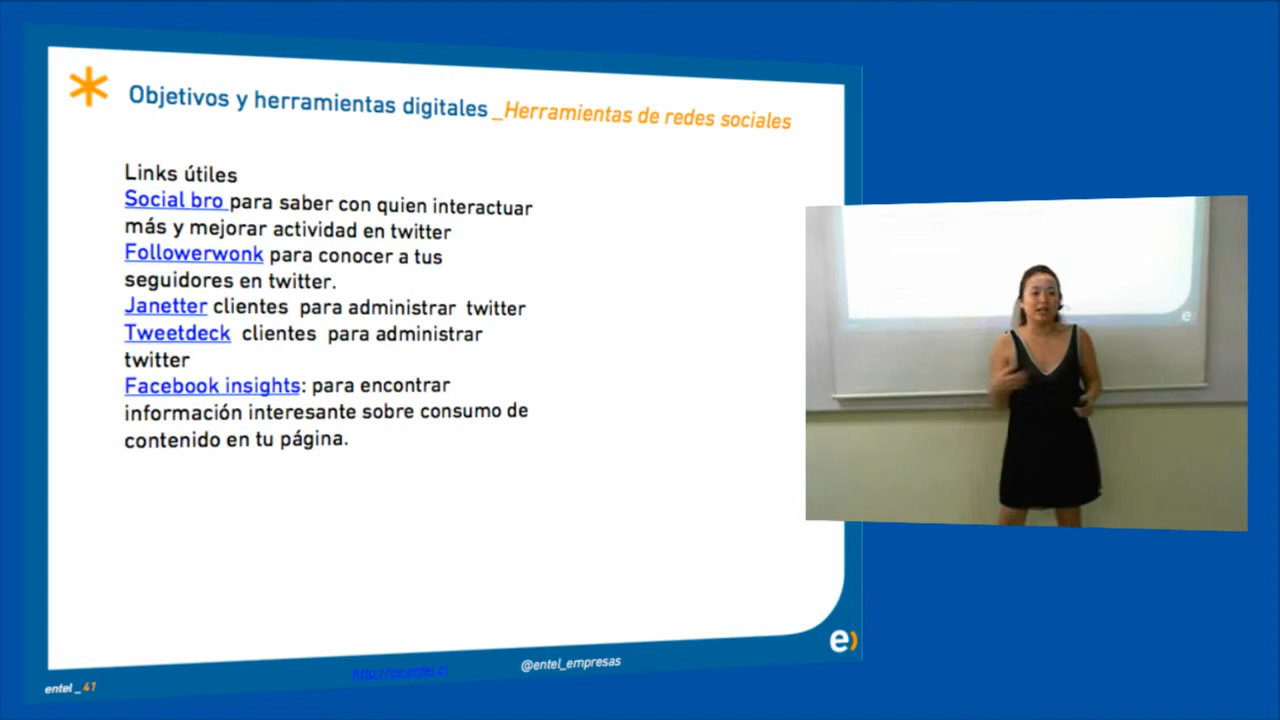 Objetivos y herramientas digitales _Herramientas de redes sociales
Links útiles
Social bro para saber con quien interactuar
más y mejorar actividad en twitter
Followerwonk para conocer a tus
seguidores en twitter.
Janetter clientes para administrar twitter
Tweetdeck clientes para administrar
twitter
Facebook insights: para encontrar
información interesante sobre consumo de
contenido en tu página.
e)
entel _ 41
http://ce.entel.cl
@entel_empresas